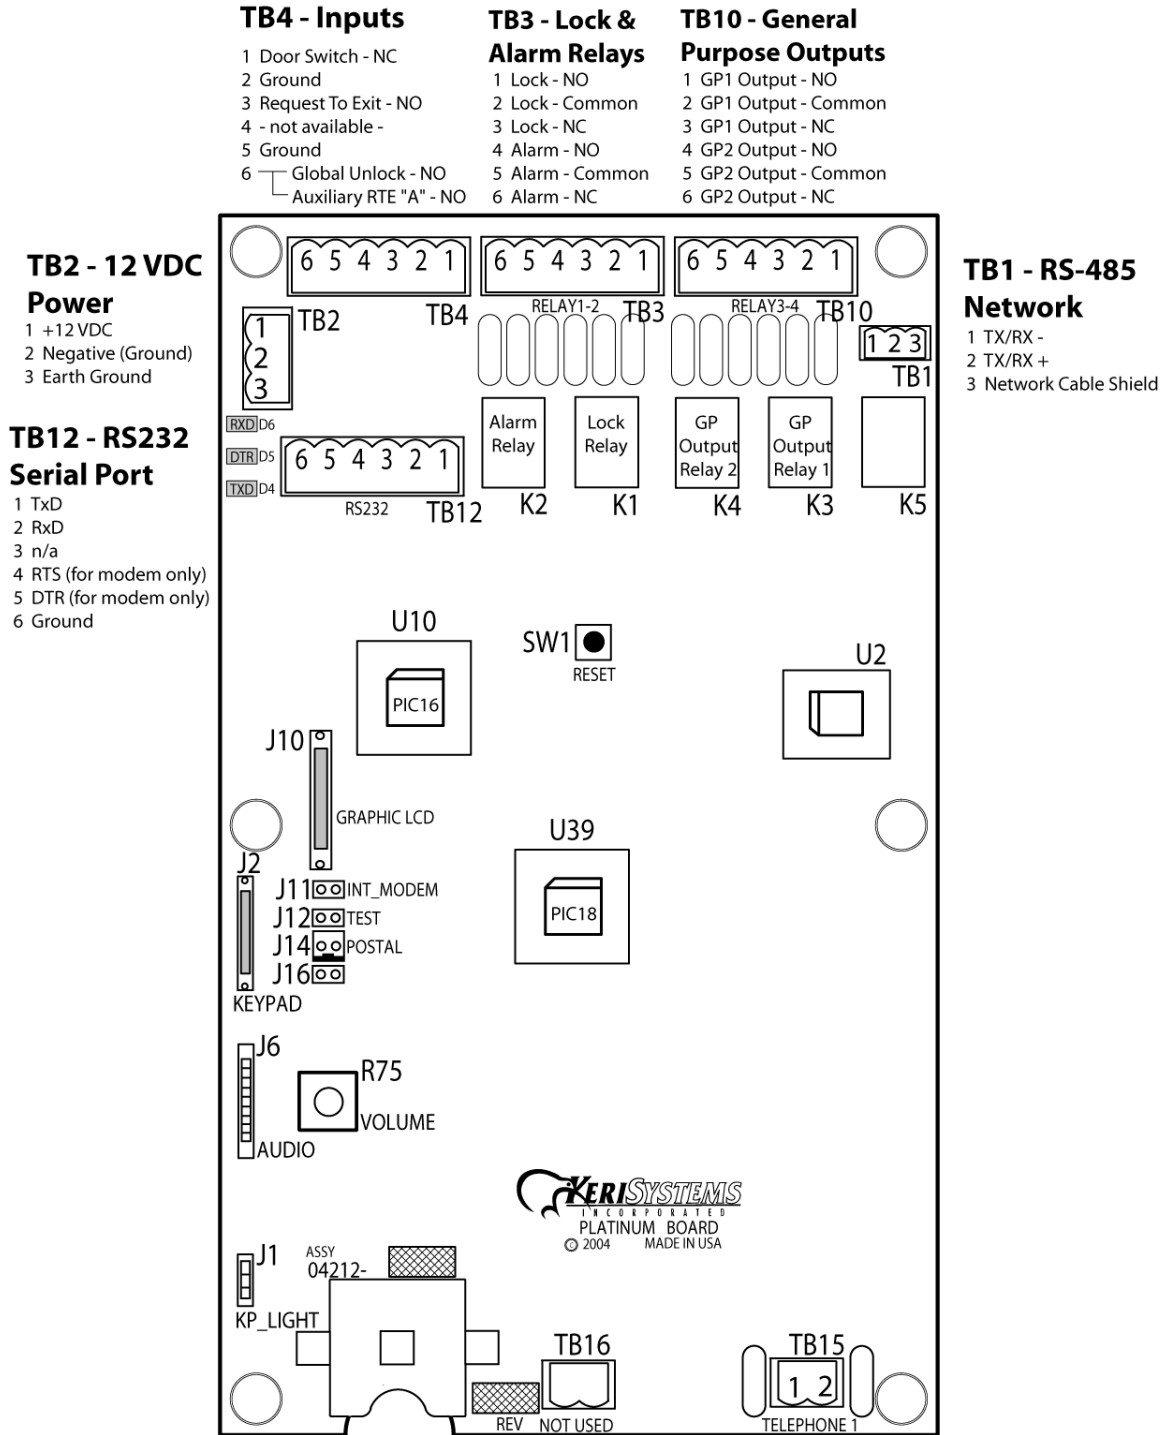 TB4 - Inputs
1 Door Switch - NC
2 Ground
3 Request To Exit - NO
4 - not available -
5 Ground
6 Global Unlock - NO
Auxiliary RTE "A" - NO
TB3 - Lock &
Alarm Relays
1 Lock - NO
2 Lock - Common
3 Lock - NC
4 Alarm - NO
5 Alarm - Common
6 Alarm - NC
TB10 - General
Purpose Outputs
1 GP1 Output - NO
2 GP1 Output - Common
3 GP1 Output - NC
4 GP2 Output - NO
5 GP2 Output - Common
6 GP2 Output - NC
TB2 - 12 VDC
Power
1 +12 VDC
2 Negative (Ground)
3 Earth Ground
TB12 - RS232
Serial Port
1 TxD
2 RxD
3 n/a
4 RTS (for modem only)
5 DTR (for modem only)
6 Ground
TB1 - RS-485
Network
1 TX/RX -
2 TX/RX +
3 Network Cable Shield
6 5 4 3 2 1
TB4
6 5 4 3 2 1
RELAY1-2
TB3
6 5 4 3 2 1
RELAY3-4
TB10
1
2
3
TB2
1 2 3
TB1
RXD D6
DTR D5
TXD D4
6 5 4 3 2 1
RS232
TB12
Alarm
Relay
K2
Lock
Relay
K1
GP
Output
Relay 2
K4
GP
Output
Relay 1
K3
K5
U10
PIC16
SW1
RESET
U2
J10
GRAPHIC LCD
U39
PIC18
J2
KEYPAD
J11 INT_MODEM
J12 TEST
J14 POSTAL
J16
J6
AUDIO
R75
VOLUME
KERISYSTEMS
INCORPORATED
PLATINUM BOARD
© 2004 MADE IN USA
J1
KP_LIGHT
ASSY
04212-
REV
TB16
NOT USED
TB15
1 2
TELEPHONE 1